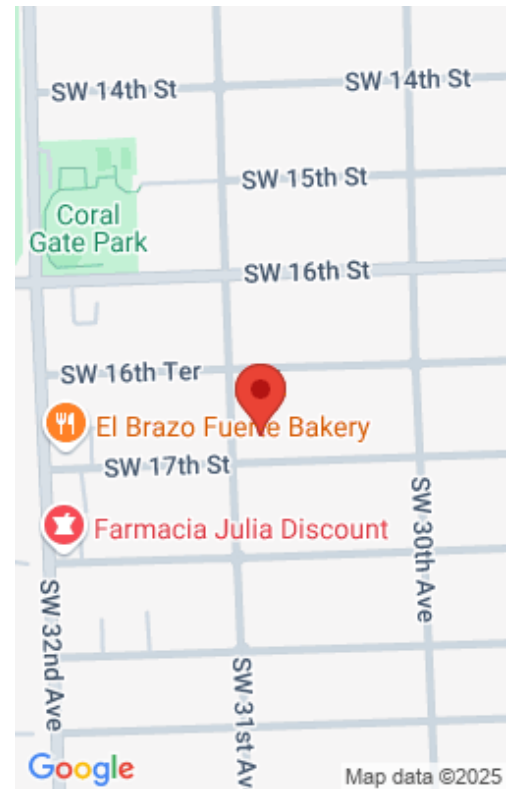 SW 14th St
SW 14th St
SW 15th St
Coral
Gate Park
SW 16th St
SW 16th Ter
El Brazo Fuerte Bakery
SW 17th St
Farmacia Julia Discount
SW 30th Ave
SW 32nd Ave
SW 31st Av
Google
Map data ©2025